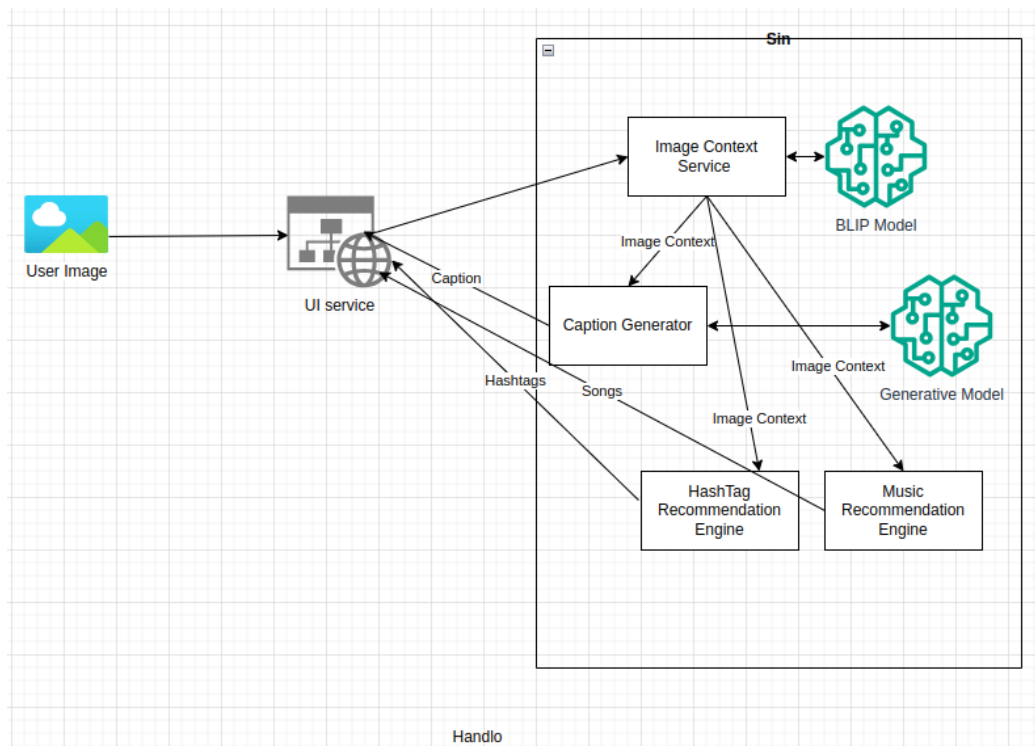 Sin
Image Context
Service
BLIP Model
User Image
UI service
Image Context
Caption
Caption Generator
Generative Model
Image Context
Hashtags
Songs
Image Context
HashTag
Recommendation
Engine
Music
Recommendation
Engine
Handlo